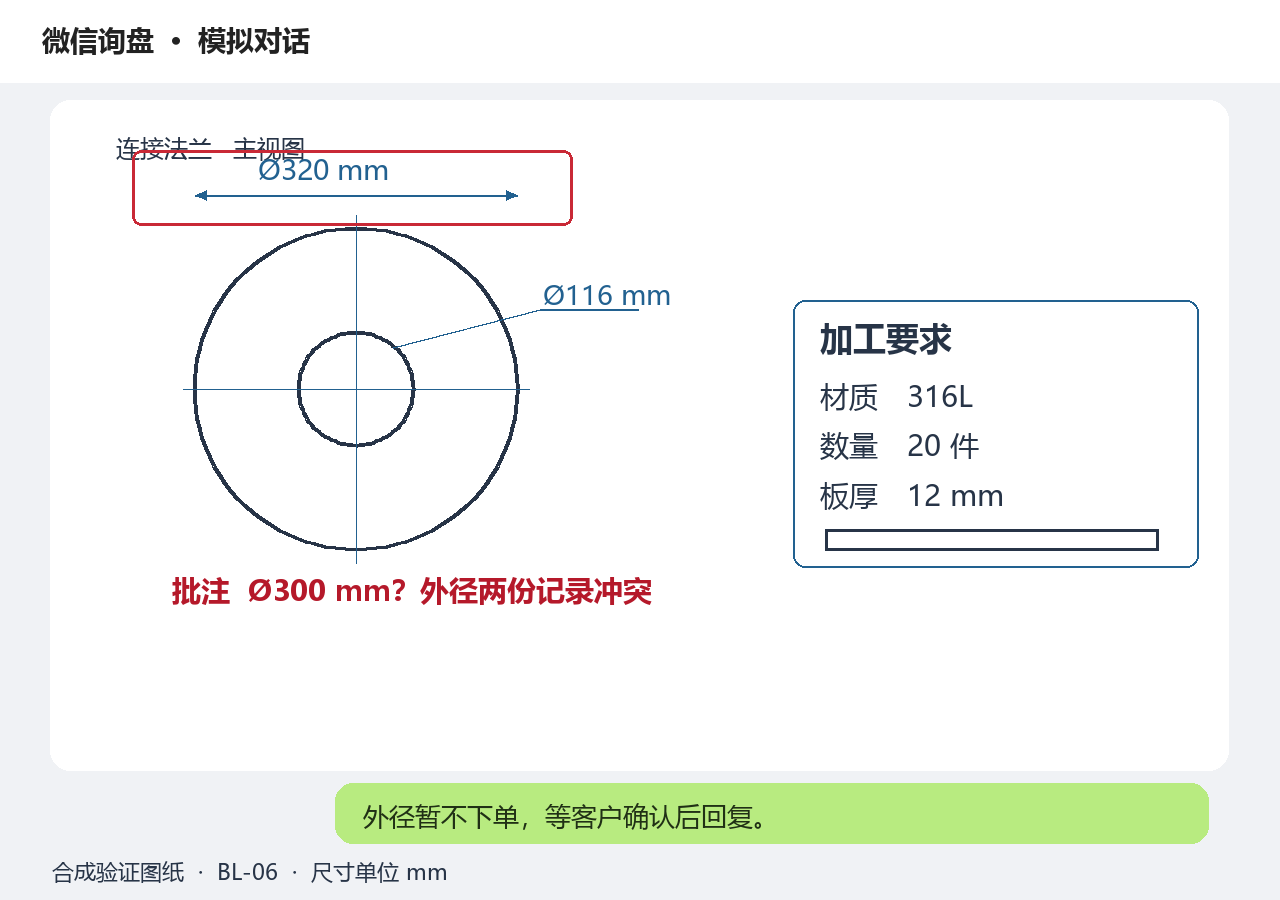 微信询盘 · 模拟对话
连接法兰 主视图
Ø320 mm
Ø116 mm
加工要求
材质 316L
数量 20 件
板厚 12 mm
批注 Ø300 mm? 外径两份记录冲突
外径暂不下单，等客户确认后回复。
合成验证图纸 · BL-06 · 尺寸单位 mm